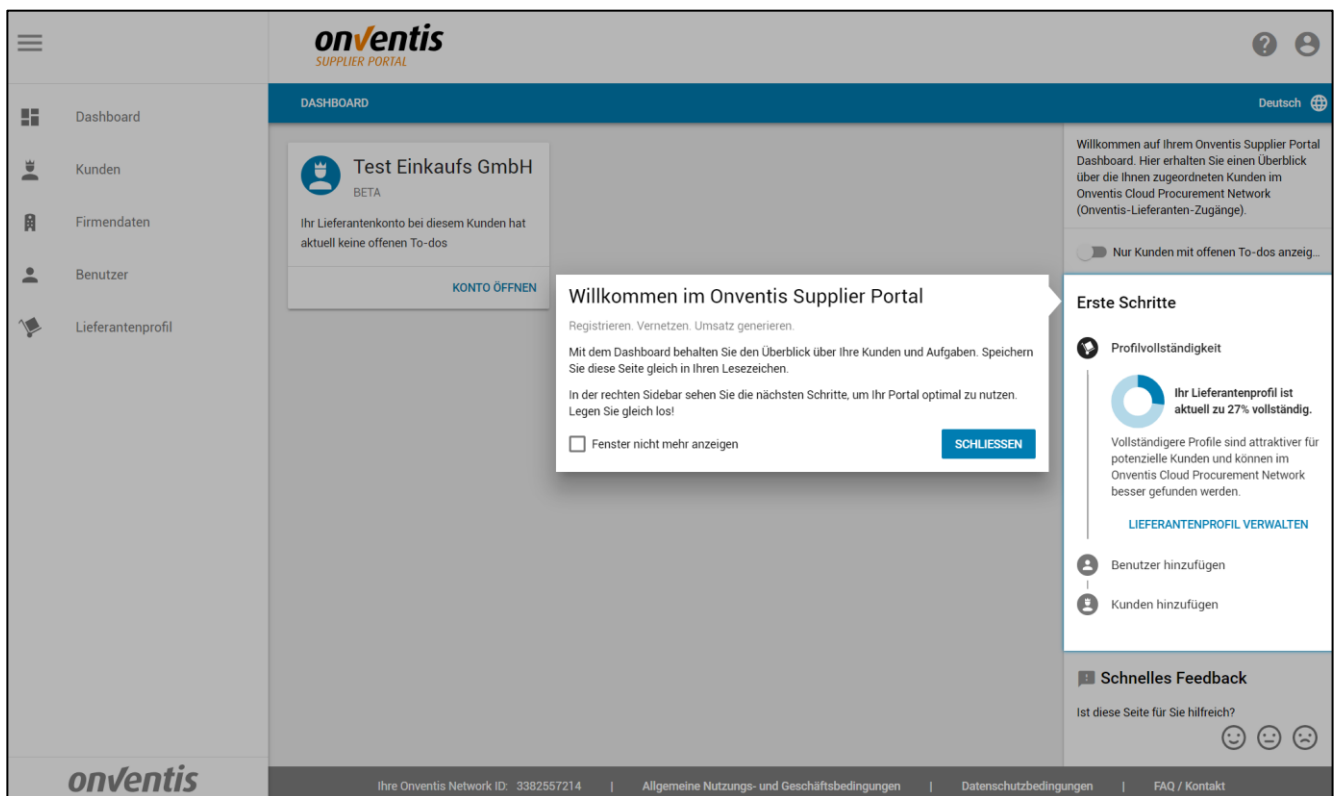 onventis
SUPPLIER PORTAL
DASHBOARD
Deutsch
Dashboard
Kunden
Firmendaten
Benutzer
Lieferantenprofil
Test Einkaufs GmbH
BETA
Ihr Lieferantenkonto bei diesem Kunden hat
aktuell keine offenen To-dos
KONTO ÖFFNEN
Willkommen im Onventis Supplier Portal
Registrieren. Vernetzen. Umsatz generieren.
Mit dem Dashboard behalten Sie den Überblick über Ihre Kunden und Aufgaben. Speichern
Sie diese Seite gleich in Ihren Lesezeichen.
In der rechten Sidebar sehen Sie die nächsten Schritte, um Ihr Portal optimal zu nutzen.
Legen Sie gleich los!
Fenster nicht mehr anzeigen
SCHLIESSEN
Willkommen auf Ihrem Onventis Supplier Portal
Dashboard. Hier erhalten Sie einen Überblick
über die Ihnen zugeordneten Kunden im
Onventis Cloud Procurement Network
(Onventis-Lieferanten-Zugänge).
Nur Kunden mit offenen To-dos anzeig...
Erste Schritte
Profilvollständigkeit
Ihr Lieferantenprofil ist
aktuell zu 27% vollständig.
Vollständigere Profile sind attraktiver für
potenzielle Kunden und können im
Onventis Cloud Procurement Network
besser gefunden werden.
LIEFERANTENPROFIL VERWALTEN
Benutzer hinzufügen
Kunden hinzufügen
Schnelles Feedback
Ist diese Seite für Sie hilfreich?
onventis
Ihre Onventis Network ID: 3382557214 | Allgemeine Nutzungs- und Geschäftsbedingungen | Datenschutzbedingungen | FAQ / Kontakt